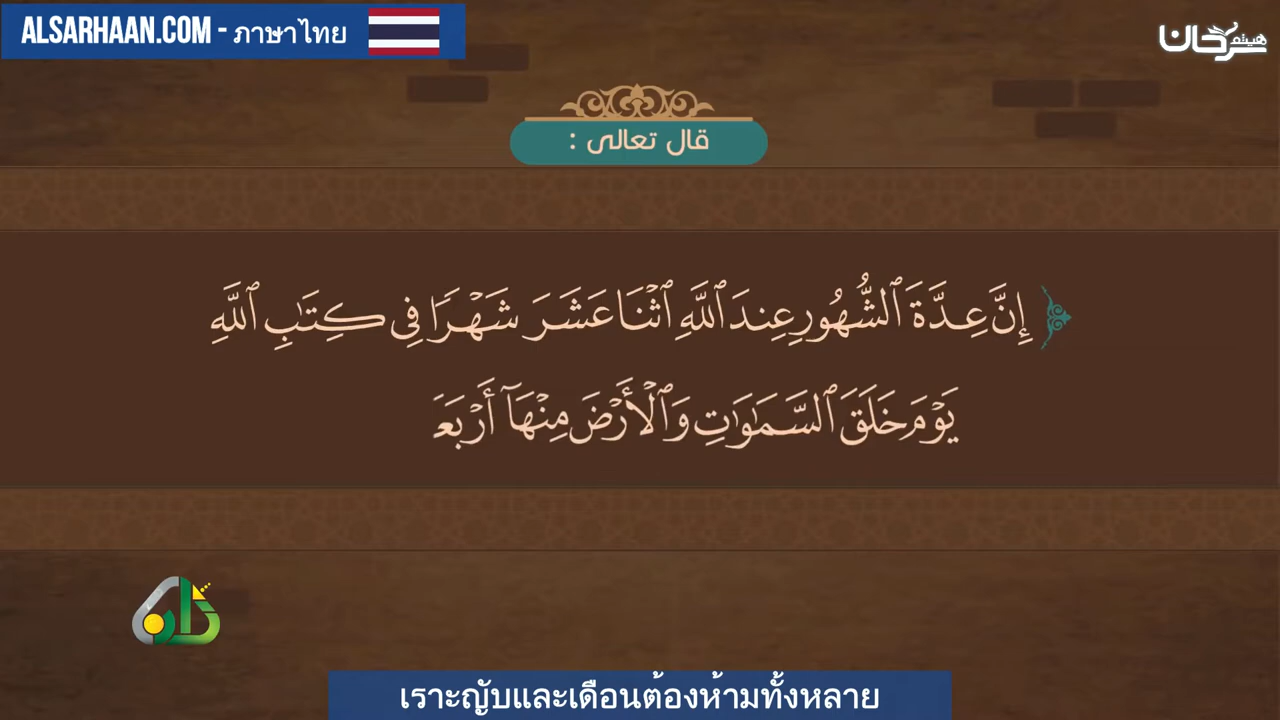 ALSARHAAN.COM - ภาษาไทย
هيثم سرحان
قال تعالى :
إِنَّ عِدَّةَ ٱلشُّهُورِ عِندَ ٱللَّهِ ٱثْنَا عَشَرَ شَهْرًا فِى كِتَٰبِ ٱللَّهِ
يَوْمَ خَلَقَ ٱلسَّمَٰوَٰتِ وَٱلْأَرْضَ مِنْهَآ أَرْبَعَ
เราะญับและเดือนต้องห้ามทั้งหลาย